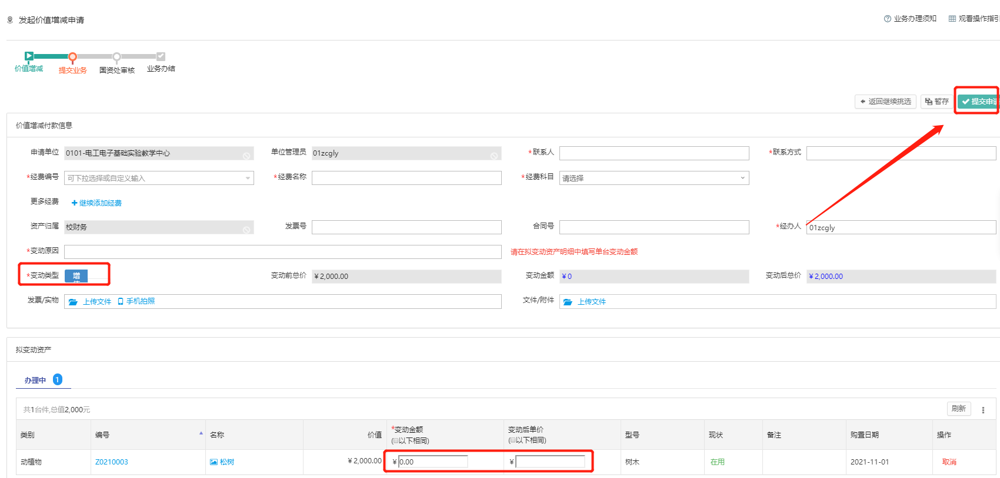 发起价值增减申请
业务办理须知 观看操作指引
价值增减 提交业务 国资处审核 业务办结
返回继续挑选 暂存 提交申请
价值增减付款信息
申请单位 0101-电工电子基础实验教学中心 单位管理员 01zcgly *联系人 *联系方式
*经费编号 可下拉选择或自定义输入 *经费名称 *经费科目 请选择
更多经费 继续添加经费
资产归属 校财务 发票号 合同号 *经办人 01zcgly
*变动原因 请在拟变动资产明细中填写单台变动金额
*变动类型 增 变动前总价 ¥2,000.00 变动金额 ¥0 变动后总价 ¥2,000.00
发票/实物 上传文件 手机拍照 文件/附件 上传文件
拟变动资产
办理中 1
共1台件,总值2,000元 刷新
类别 编号 名称 价值 *变动金额 (以下相同) 变动后单价 (以下相同) 型号 现状 备注 购置日期 操作
动植物 Z0210003 松树 ¥2,000.00 ¥0.00 ¥ 树木 在用 2021-11-01 取消